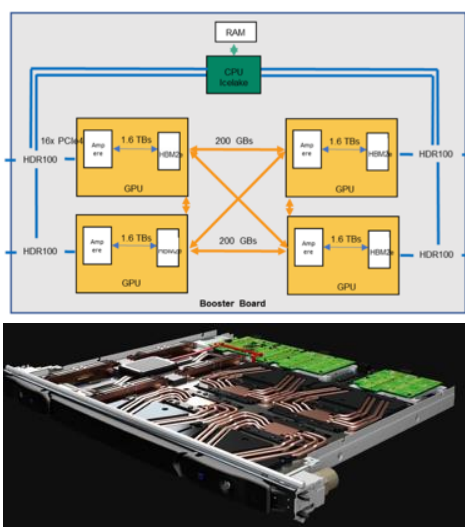 RAM
CPU
Icelake
16x PCIe4
Amp
ere
1.6 TBs
HBM2e
GPU
200 GBs
Amp
ere
1.6 TBs
HBM2e
GPU
HDR100
HDR100
Amp
ere
1.6 TBs
GPU
200 GBs
Amp
ere
1.6 TBs
HBM2e
GPU
HDR100
HDR100
Booster Board